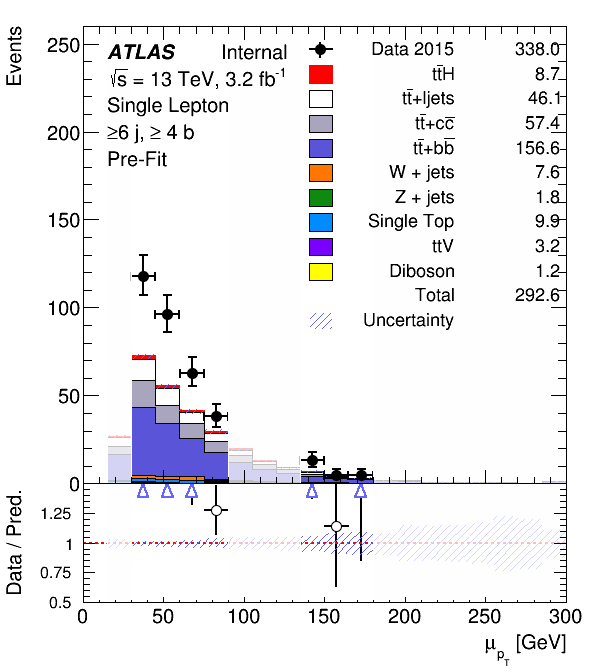 Events
250
200
150
100
50
0
ATLAS Internal
√s = 13 TeV, 3.2 fb⁻¹
Single Lepton
≥6 j, ≥ 4 b
Pre-Fit
Data 2015 338.0
tt̄H 8.7
tt̄+ljets 46.1
tt̄+cc̄ 57.4
tt̄+bb̄ 156.6
W + jets 7.6
Z + jets 1.8
Single Top 9.9
ttV 3.2
Diboson 1.2
Total 292.6
Uncertainty
Data / Pred.
1.25
1
0.75
0.5
0 50 100 150 200 250 300
μ_pT [GeV]